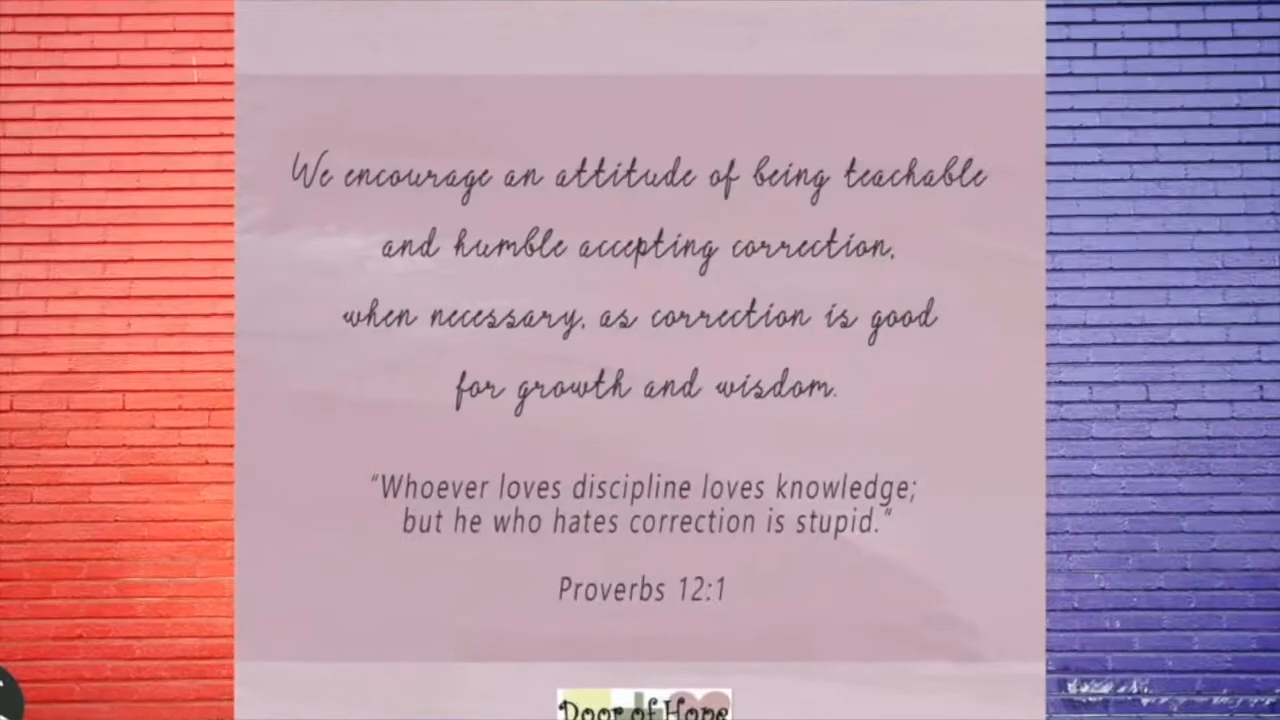 We encourage an attitude of being teachable
and humble accepting correction,
when necessary, as correction is good
for growth and wisdom.
“Whoever loves discipline loves knowledge;
but he who hates correction is stupid.”
Proverbs 12:1
Door of Hope